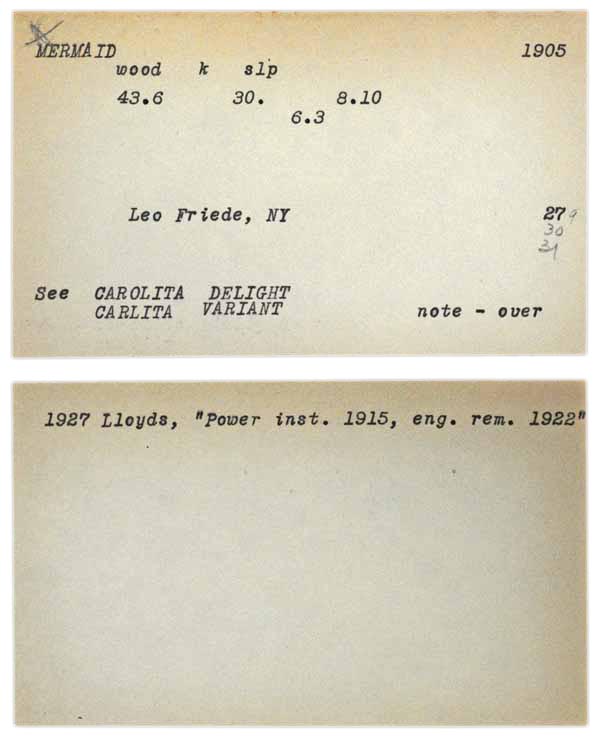 MERMAID 1905
wood k slp
43.6 30. 8.10
6.3
Leo Friede, NY 27 9
30
31
See CAROLITA DELIGHT
CARLITA VARIANT note - over
1927 Lloyds, "Power inst. 1915, eng. rem. 1922"